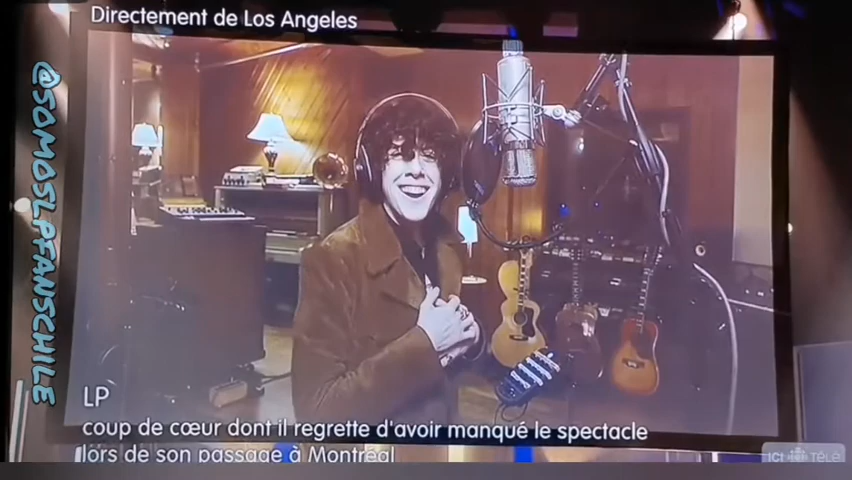 Directement de Los Angeles
@SOMOSLPFANSCHILE
LP
coup de cœur dont il regrette d'avoir manqué le spectacle
lors de son passage à Montréal
ICI TÉLÉ